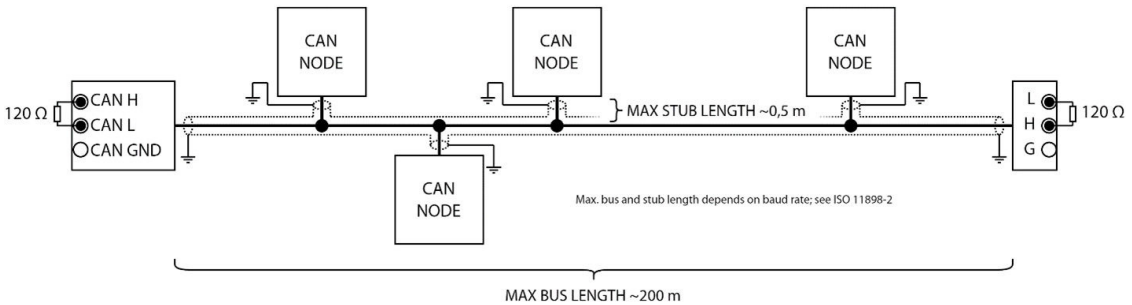 CAN
NODE
CAN
NODE
CAN
NODE
120 Ω
CAN H
CAN L
CAN GND
MAX STUB LENGTH ~0,5 m
L
H
G
120 Ω
CAN
NODE
Max. bus and stub length depends on baud rate; see ISO 11898-2
MAX BUS LENGTH ~200 m